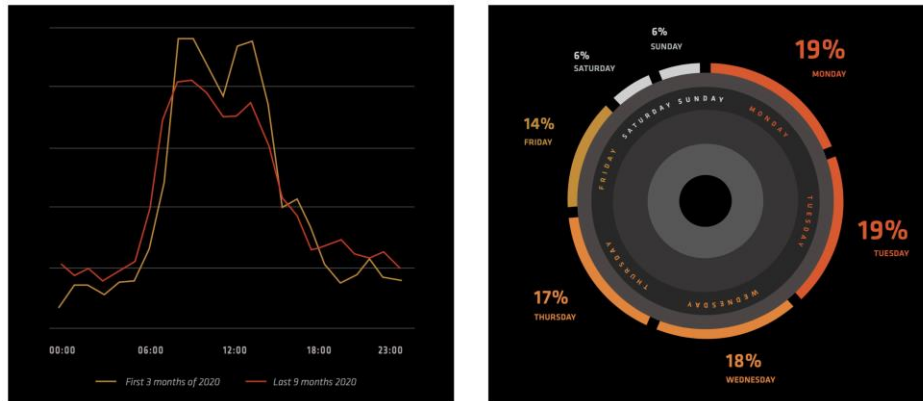 00:00 06:00 12:00 18:00 23:00
First 3 months of 2020 Last 9 months 2020
6%
SUNDAY
6%
SATURDAY
19%
MONDAY
14%
FRIDAY
19%
TUESDAY
17%
THURSDAY
18%
WEDNESDAY
MONDAY
TUESDAY
WEDNESDAY
THURSDAY
FRIDAY
SATURDAY
SUNDAY